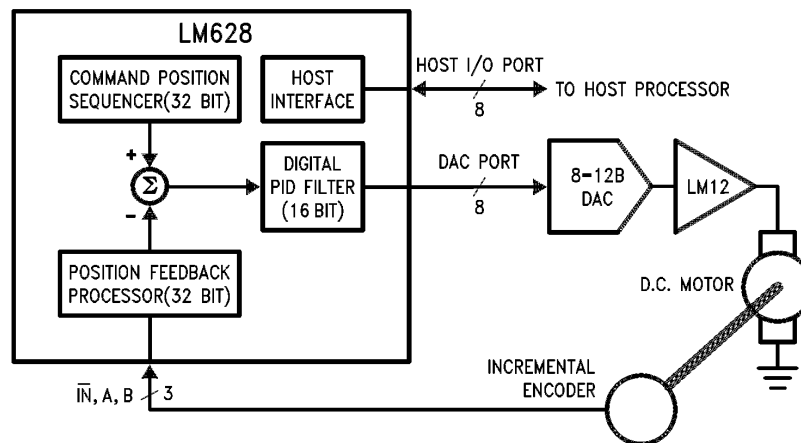 LM628
COMMAND POSITION
SEQUENCER(32 BIT)
HOST
INTERFACE
HOST I/O PORT
8
TO HOST PROCESSOR
+
Σ
−
DIGITAL
PID FILTER
(16 BIT)
DAC PORT
8
8-12B
DAC
LM12
POSITION FEEDBACK
PROCESSOR(32 BIT)
D.C. MOTOR
I̅N̅, A, B
3
INCREMENTAL
ENCODER